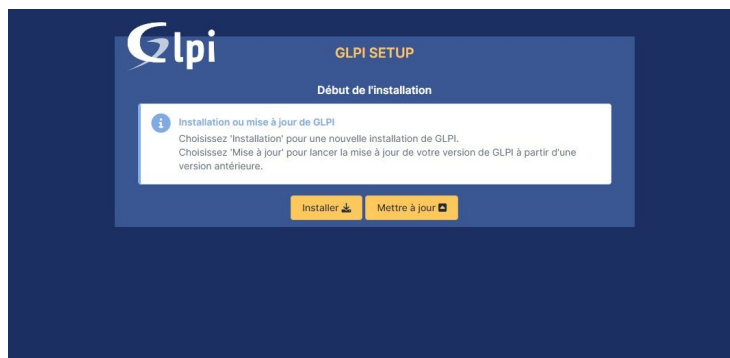 Glpi
GLPI SETUP
Début de l'installation
Installation ou mise à jour de GLPI
Choisissez 'Installation' pour une nouvelle installation de GLPI.
Choisissez 'Mise à jour' pour lancer la mise à jour de votre version de GLPI à partir d'une
version antérieure.
Installer
Mettre à jour